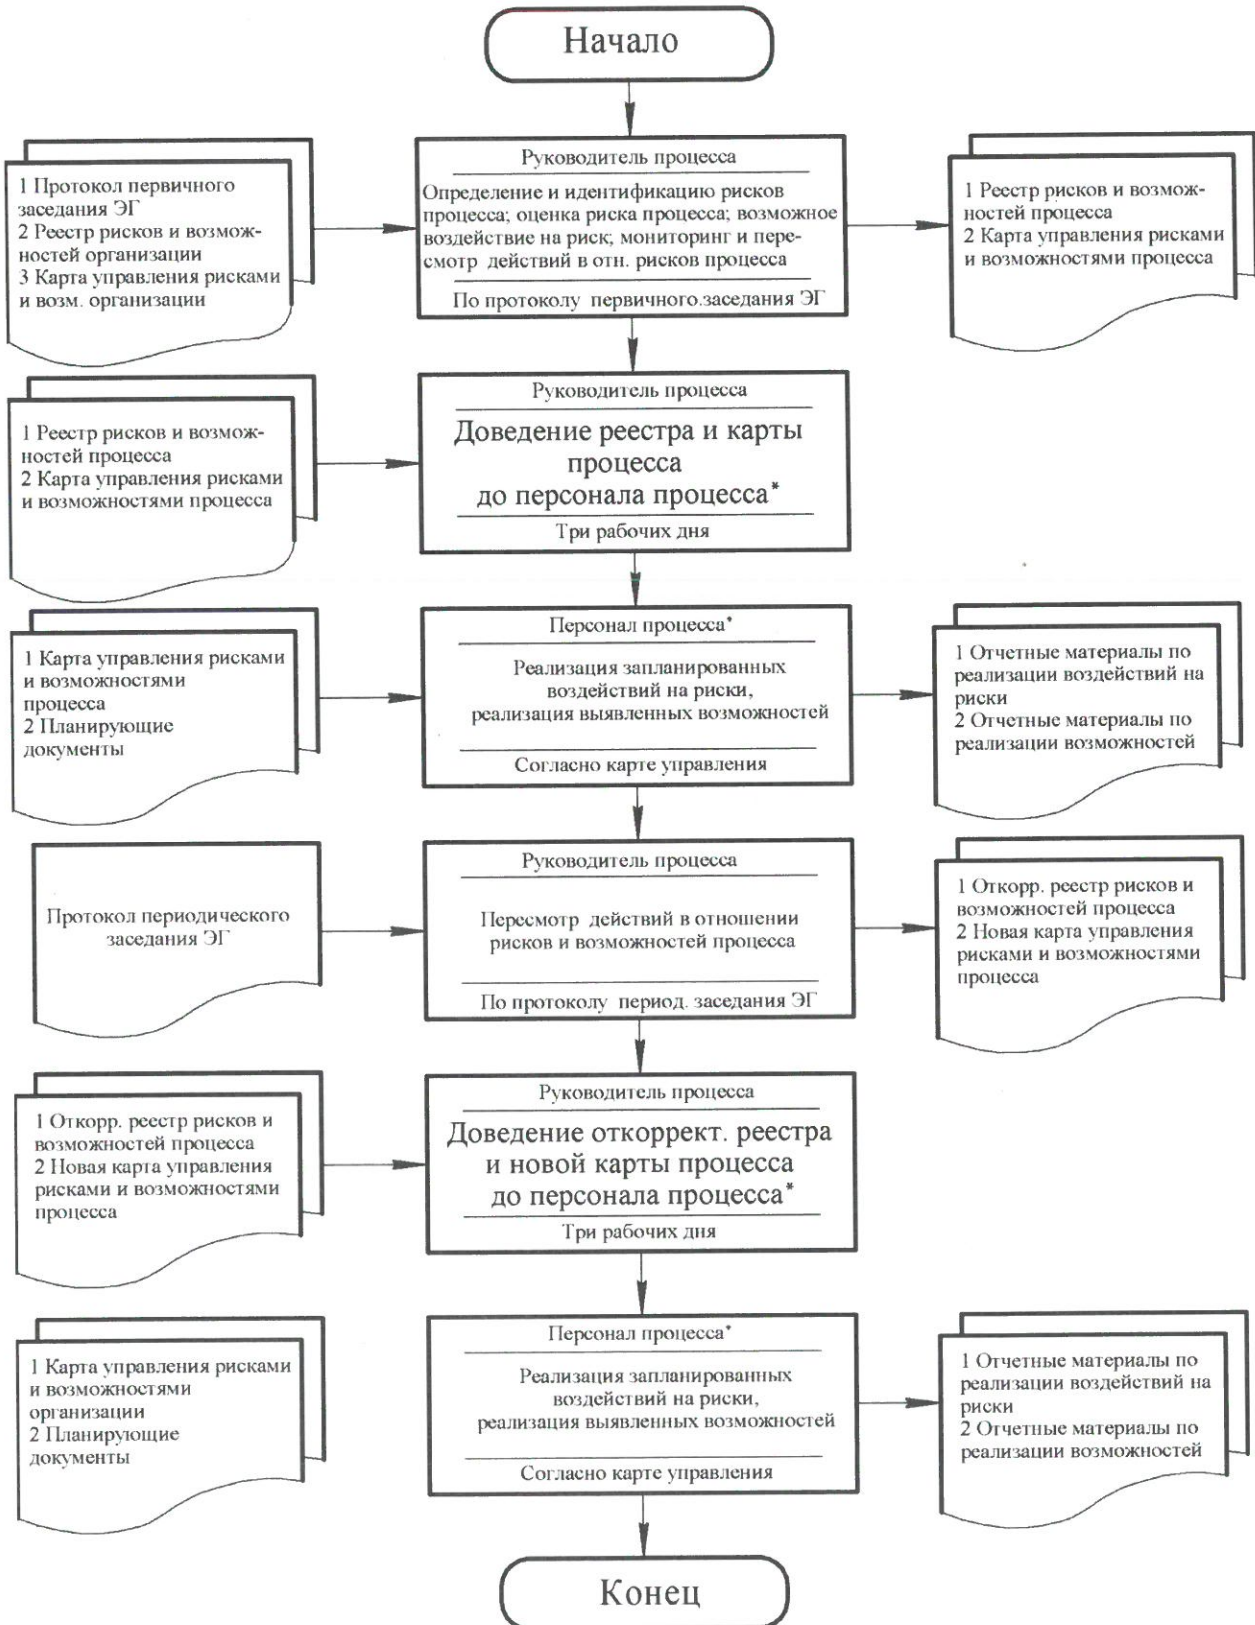 Начало
1 Протокол первичного
заседания ЭГ
2 Реестр рисков и возмож-
ностей организации
3 Карта управления рисками
и возм. организации
Руководитель процесса
Определение и идентификацию рисков
процесса; оценка риска процесса; возможное
воздействие на риск; мониторинг и пере-
смотр действий в отн. рисков процесса
По протоколу первичного.заседания ЭГ
1 Реестр рисков и возмож-
ностей процесса
2 Карта управления рисками
и возможностями процесса
1 Реестр рисков и возмож-
ностей процесса
2 Карта управления рисками
и возможностями процесса
Руководитель процесса
Доведение реестра и карты
процесса
до персонала процесса*
Три рабочих дня
1 Карта управления рисками
и возможностями
процесса
2 Планирующие
документы
Персонал процесса*
Реализация запланированных
воздействий на риски,
реализация выявленных возможностей
Согласно карте управления
1 Отчетные материалы по
реализации воздействий на
риски
2 Отчетные материалы по
реализации возможностей
Протокол периодического
заседания ЭГ
Руководитель процесса
Пересмотр действий в отношении
рисков и возможностей процесса
По протоколу период. заседания ЭГ
1 Откорр. реестр рисков и
возможностей процесса
2 Новая карта управления
рисками и возможностями
процесса
1 Откорр. реестр рисков и
возможностей процесса
2 Новая карта управления
рисками и возможностями
процесса
Руководитель процесса
Доведение откоррект. реестра
и новой карты процесса
до персонала процесса*
Три рабочих дня
1 Карта управления рисками
и возможностями
организации
2 Планирующие
документы
Персонал процесса*
Реализация запланированных
воздействий на риски,
реализация выявленных возможностей
Согласно карте управления
1 Отчетные материалы по
реализации воздействий на
риски
2 Отчетные материалы по
реализации возможностей
Конец